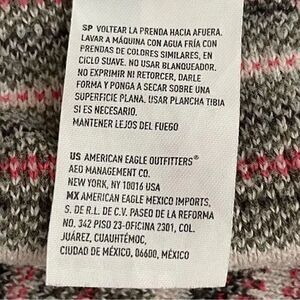 SP VOLTEAR LA PRENDA HACIA AFUERA.
LAVAR A MÁQUINA CON AGUA FRÍA CON
PRENDAS DE COLORES SIMILARES, EN
CICLO SUAVE. NO USAR BLANQUEADOR.
NO EXPRIMIR NI RETORCER, DARLE
FORMA Y PONGA A SECAR SOBRE UNA
SUPERFICIE PLANA. USAR PLANCHA TIBIA
SI ES NECESARIO.
MANTENER LEJOS DEL FUEGO
US AMERICAN EAGLE OUTFITTERS®
AEO MANAGEMENT CO.
NEW YORK, NY 10016 USA
MX AMERICAN EAGLE MEXICO IMPORTS,
S. DE R.L. DE C.V. PASEO DE LA REFORMA
NO. 342 PISO 23-OFICINA 2301, COL.
JUÁREZ, CUAUHTÉMOC,
CIUDAD DE MÉXICO, 06600, MÉXICO